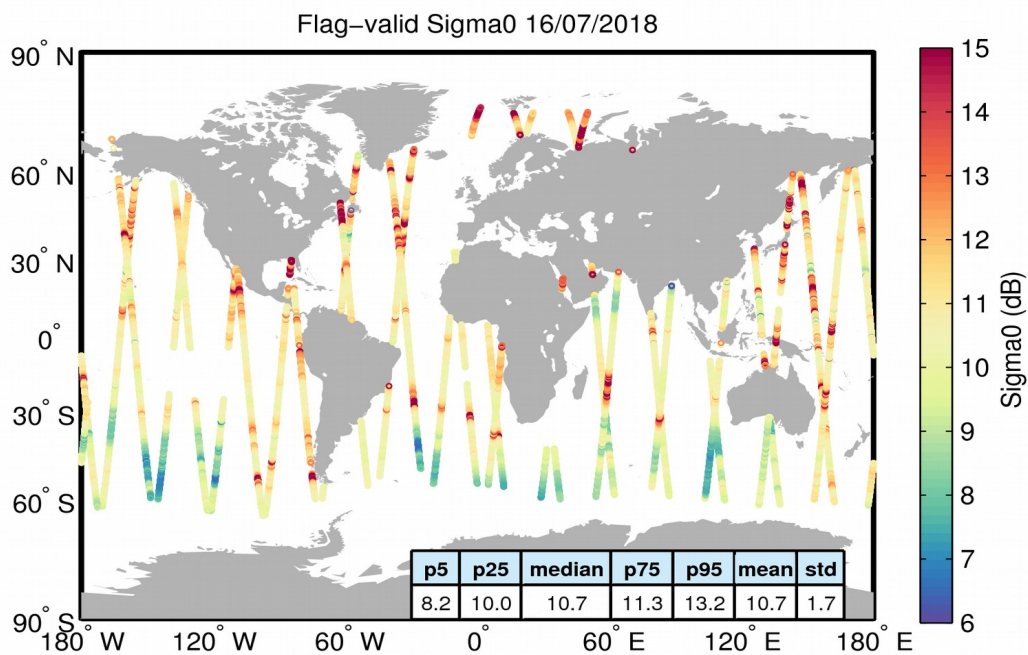 Flag−valid Sigma0 16/07/2018
90° N
60° N
30° N
0°
30° S
60° S
90° S
180° W
120° W
60° W
0°
60° E
120° E
180° E
p5 p25 median p75 p95 mean std
8.2 10.0 10.7 11.3 13.2 10.7 1.7
15
14
13
12
11
10
9
8
7
6
Sigma0 (dB)